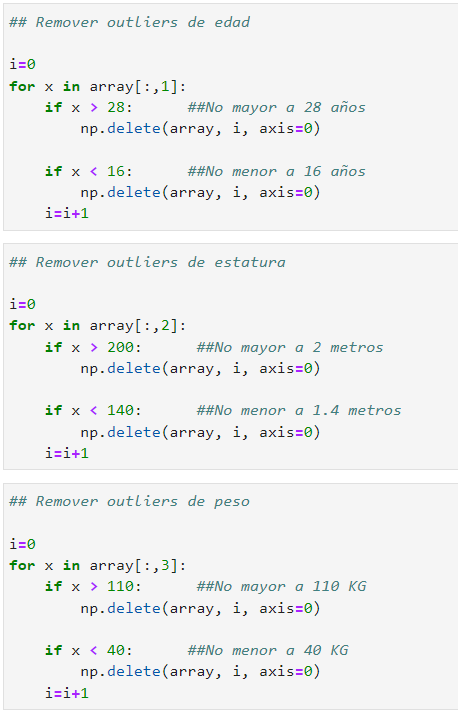 ## Remover outliers de edad
i=0
for x in array[:,1]:
    if x > 28:       ##No mayor a 28 años
        np.delete(array, i, axis=0)
    if x < 16:       ##No menor a 16 años
        np.delete(array, i, axis=0)
    i=i+1
## Remover outliers de estatura
i=0
for x in array[:,2]:
    if x > 200:      ##No mayor a 2 metros
        np.delete(array, i, axis=0)
    if x < 140:      ##No menor a 1.4 metros
        np.delete(array, i, axis=0)
    i=i+1
## Remover outliers de peso
i=0
for x in array[:,3]:
    if x > 110:      ##No mayor a 110 KG
        np.delete(array, i, axis=0)
    if x < 40:      ##No menor a 40 KG
        np.delete(array, i, axis=0)
    i=i+1